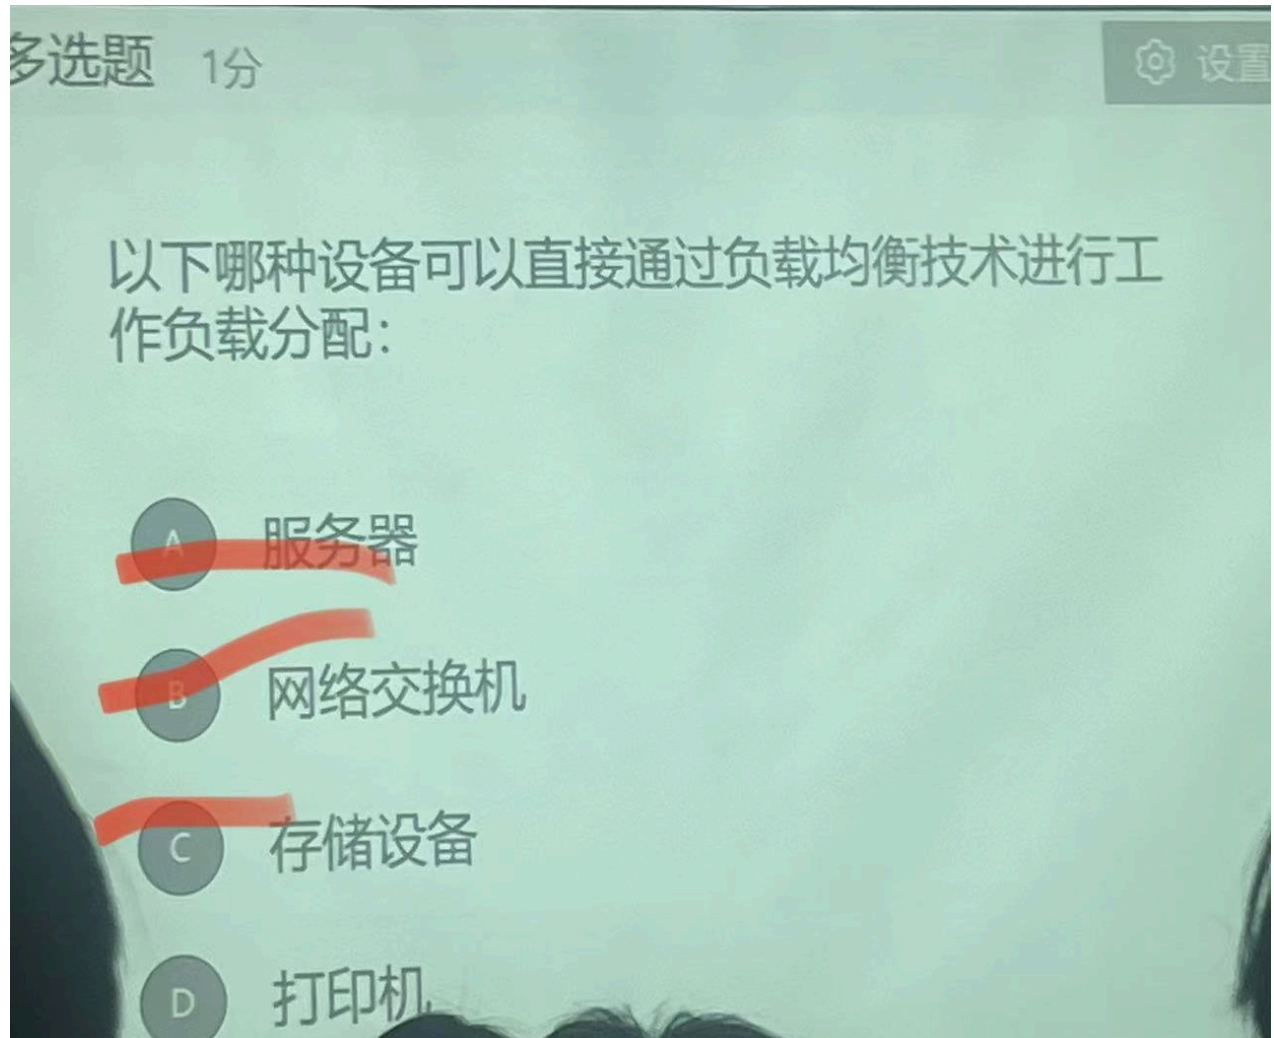 多选题 1分 设置
以下哪种设备可以直接通过负载均衡技术进行工
作负载分配：
A 服务器
B 网络交换机
C 存储设备
D 打印机